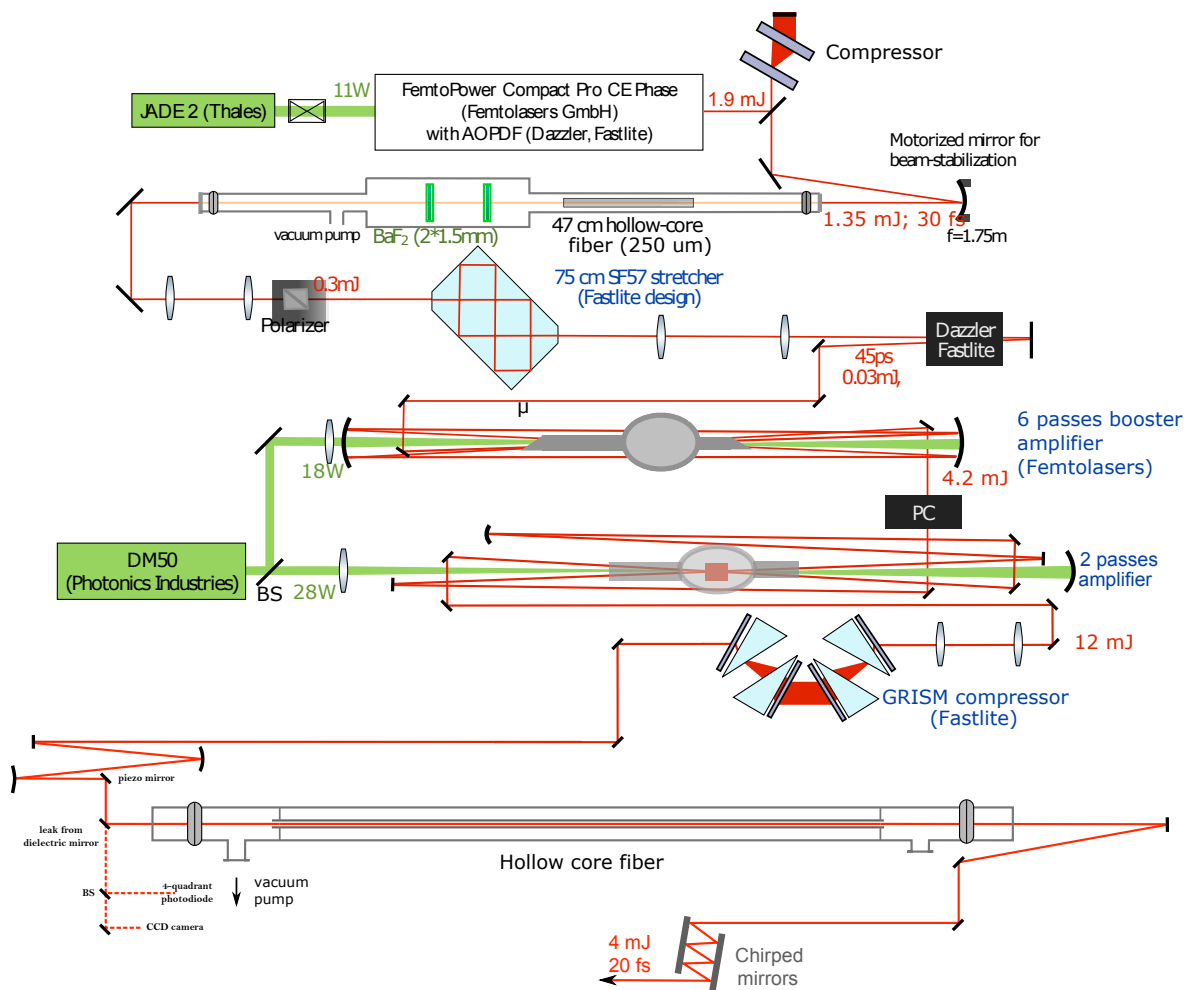 Compressor
11W
FemtoPower Compact Pro CE Phase
(Femtolasers GmbH)
with AOPDF (Dazzler, Fastlite)
1.9 mJ
JADE 2 (Thales)
Motorized mirror for
beam-stabilization
1.35 mJ; 30 fs
f=1.75m
vacuum pump
BaF₂ (2*1.5mm)
47 cm hollow-core
fiber (250 um)
0.3mJ
Polarizer
75 cm SF57 stretcher
(Fastlite design)
Dazzler
Fastlite
45ps
0.03mJ,
µ
6 passes booster
amplifier
(Femtolasers)
18W
4.2 mJ
PC
DM50
(Photonics Industries)
BS
28W
2 passes
amplifier
12 mJ
GRISM compressor
(Fastlite)
piezo mirror
leak from
dielectric mirror
Hollow core fiber
BS
4-quadrant
photodiode
vacuum
pump
CCD camera
4 mJ
20 fs
Chirped
mirrors